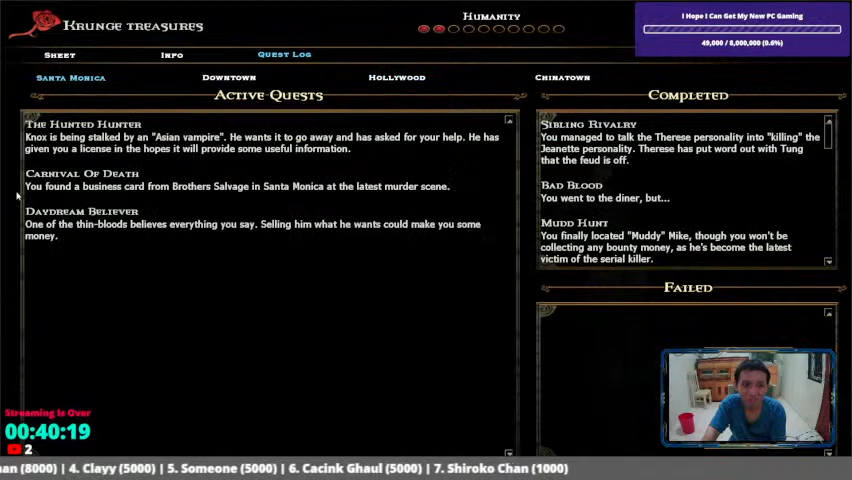 Krunge treasures
Humanity
I Hope I Can Get My New PC Gaming
49,000 / 8,000,000 (0.6%)
Sheet
Info
Quest Log
Santa Monica
Downtown
Hollywood
Chinatown
Active Quests
The Hunted Hunter
Knox is being stalked by an "Asian vampire". He wants it to go away and has asked for your help. He has
given you a license in the hopes it will provide some useful information.
Carnival Of Death
You found a business card from Brothers Salvage in Santa Monica at the latest murder scene.
Daydream Believer
One of the thin-bloods believes everything you say. Selling him what he wants could make you some
money.
Completed
Sibling Rivalry
You managed to talk the Therese personality into "killing" the
Jeanette personality. Therese has put word out with Tung
that the feud is off.
Bad Blood
You went to the diner, but...
Mudd Hunt
You finally located "Muddy" Mike, though you won't be
collecting any bounty money, as he's become the latest
victim of the serial killer.
Failed
Streaming Is Over
00:40:19
2
nan (8000) | 4. Clayy (5000) | 5. Someone (5000) | 6. Cacink Ghaul (5000) | 7. Shiroko Chan (1000)